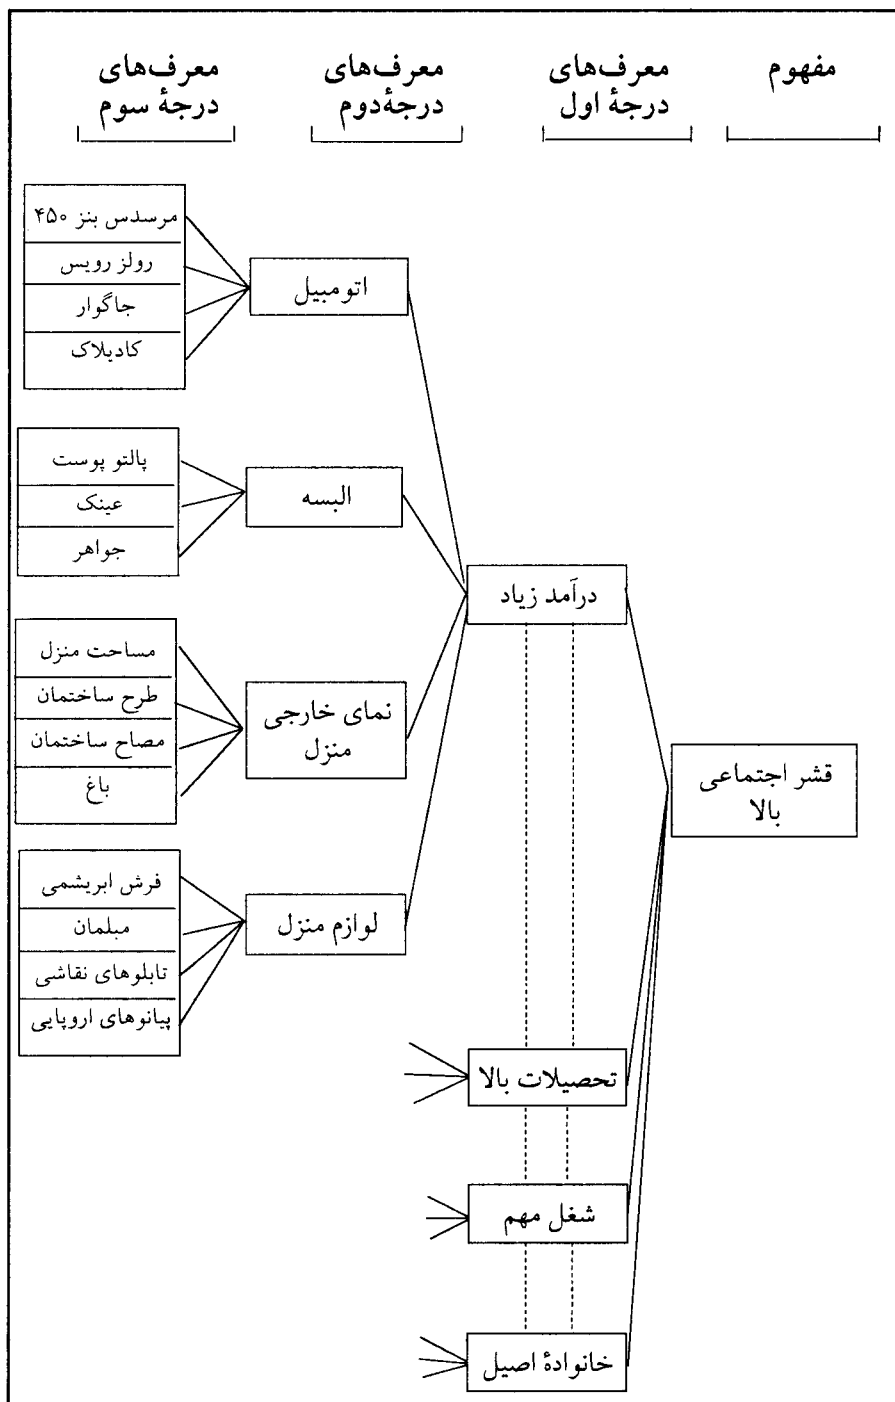 مفهوم
معرف‌های
درجهٔ اول
معرف‌های
درجهٔ‌دوم
معرف‌های
درجهٔ سوم
قشر اجتماعی
بالا
درآمد زیاد
تحصیلات بالا
شغل مهم
خانوادهٔ اصیل
اتومبیل
البسه
نمای خارجی
منزل
لوازم منزل
مرسدس بنز ۴۵۰
رولز رویس
جاگوار
کادیلاک
پالتو پوست
عینک
جواهر
مساحت منزل
طرح ساختمان
مصاح ساختمان
باغ
فرش ابریشمی
مبلمان
تابلوهای نقاشی
پیانوهای اروپایی